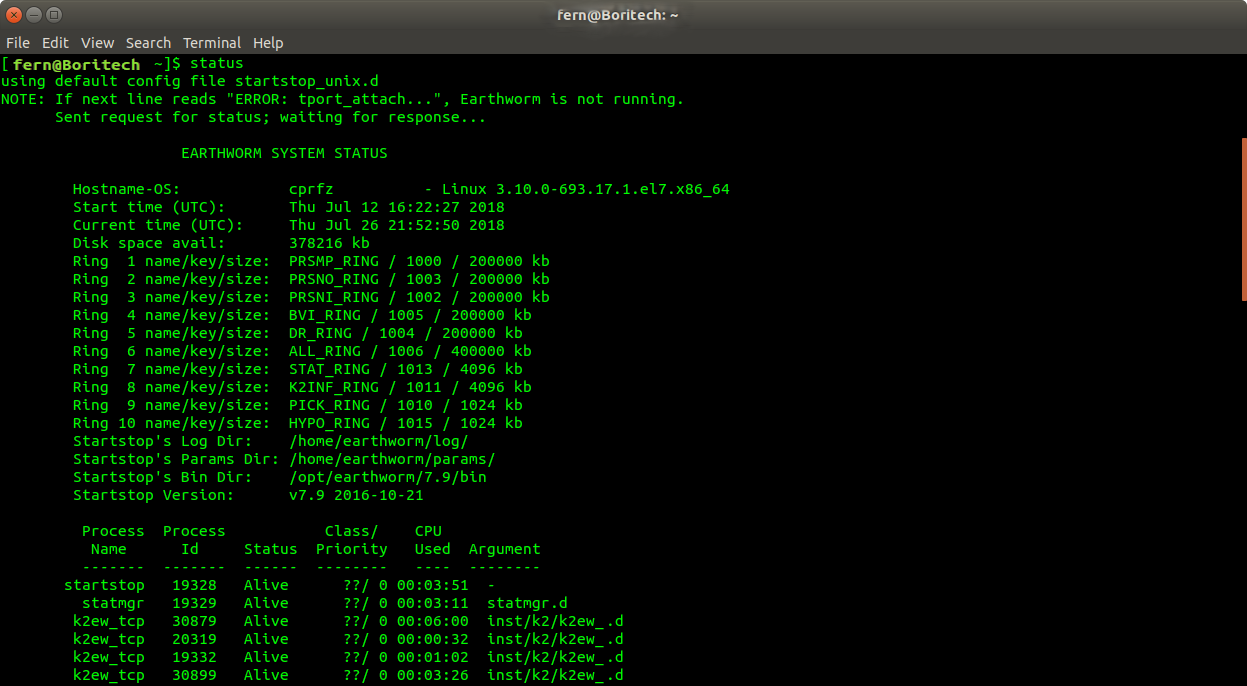 fern@Boritech: ~
File Edit View Search Terminal Help
[ fern@Boritech ~]$ status
using default config file startstop_unix.d
NOTE: If next line reads "ERROR: tport_attach...", Earthworm is not running.
Sent request for status; waiting for response...
EARTHWORM SYSTEM STATUS
Hostname-OS: cprfz - Linux 3.10.0-693.17.1.el7.x86_64
Start time (UTC): Thu Jul 12 16:22:27 2018
Current time (UTC): Thu Jul 26 21:52:50 2018
Disk space avail: 378216 kb
Ring 1 name/key/size: PRSMP_RING / 1000 / 200000 kb
Ring 2 name/key/size: PRSNO_RING / 1003 / 200000 kb
Ring 3 name/key/size: PRSNI_RING / 1002 / 200000 kb
Ring 4 name/key/size: BVI_RING / 1005 / 200000 kb
Ring 5 name/key/size: DR_RING / 1004 / 200000 kb
Ring 6 name/key/size: ALL_RING / 1006 / 400000 kb
Ring 7 name/key/size: STAT_RING / 1013 / 4096 kb
Ring 8 name/key/size: K2INF_RING / 1011 / 4096 kb
Ring 9 name/key/size: PICK_RING / 1010 / 1024 kb
Ring 10 name/key/size: HYPO_RING / 1015 / 1024 kb
Startstop's Log Dir: /home/earthworm/log/
Startstop's Params Dir: /home/earthworm/params/
Startstop's Bin Dir: /opt/earthworm/7.9/bin
Startstop Version: v7.9 2016-10-21
Process Process Class/ CPU
Name Id Status Priority Used Argument
------- ------- ------ -------- ---- --------
startstop 19328 Alive ??/ 0 00:03:51 -
statmgr 19329 Alive ??/ 0 00:03:11 statmgr.d
k2ew_tcp 30879 Alive ??/ 0 00:06:00 inst/k2/k2ew_.d
k2ew_tcp 20319 Alive ??/ 0 00:00:32 inst/k2/k2ew_.d
k2ew_tcp 19332 Alive ??/ 0 00:01:02 inst/k2/k2ew_.d
k2ew_tcp 30899 Alive ??/ 0 00:03:26 inst/k2/k2ew_.d